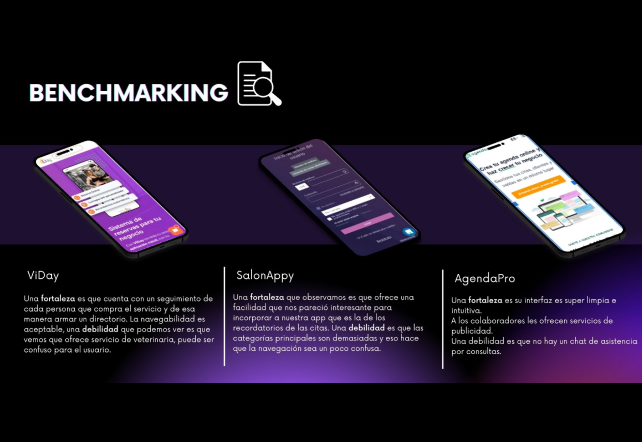 BENCHMARKING
Sistema de
reservas para tu
negocio
Crea tu agenda online y
haz crecer tu negocio
ViDay
Una fortaleza es que cuenta con un seguimiento de
cada persona que compra el servicio y de esa
manera armar un directorio. La navegabilidad es
aceptable, una debilidad que podemos ver es que
vemos que ofrece servicio de veterinaria, puede ser
confuso para el usuario.
SalonAppy
Una fortaleza que observamos es que ofrece una
facilidad que nos pareció interesante para
incorporar a nuestra app que es la de los
recordatorios de las citas. Una debilidad es que las
categorías principales son demasiadas y eso hace
que la navegación sea un poco confusa.
AgendaPro
Una fortaleza es su interfaz es super limpia e
intuitiva.
A los colaboradores les ofrecen servicios de
publicidad.
Una debilidad es que no hay un chat de asistencia
por consultas.